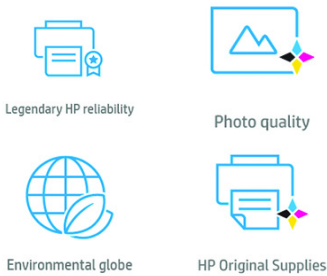 Legendary HP reliability
Photo quality
Environmental globe
HP Original Supplies